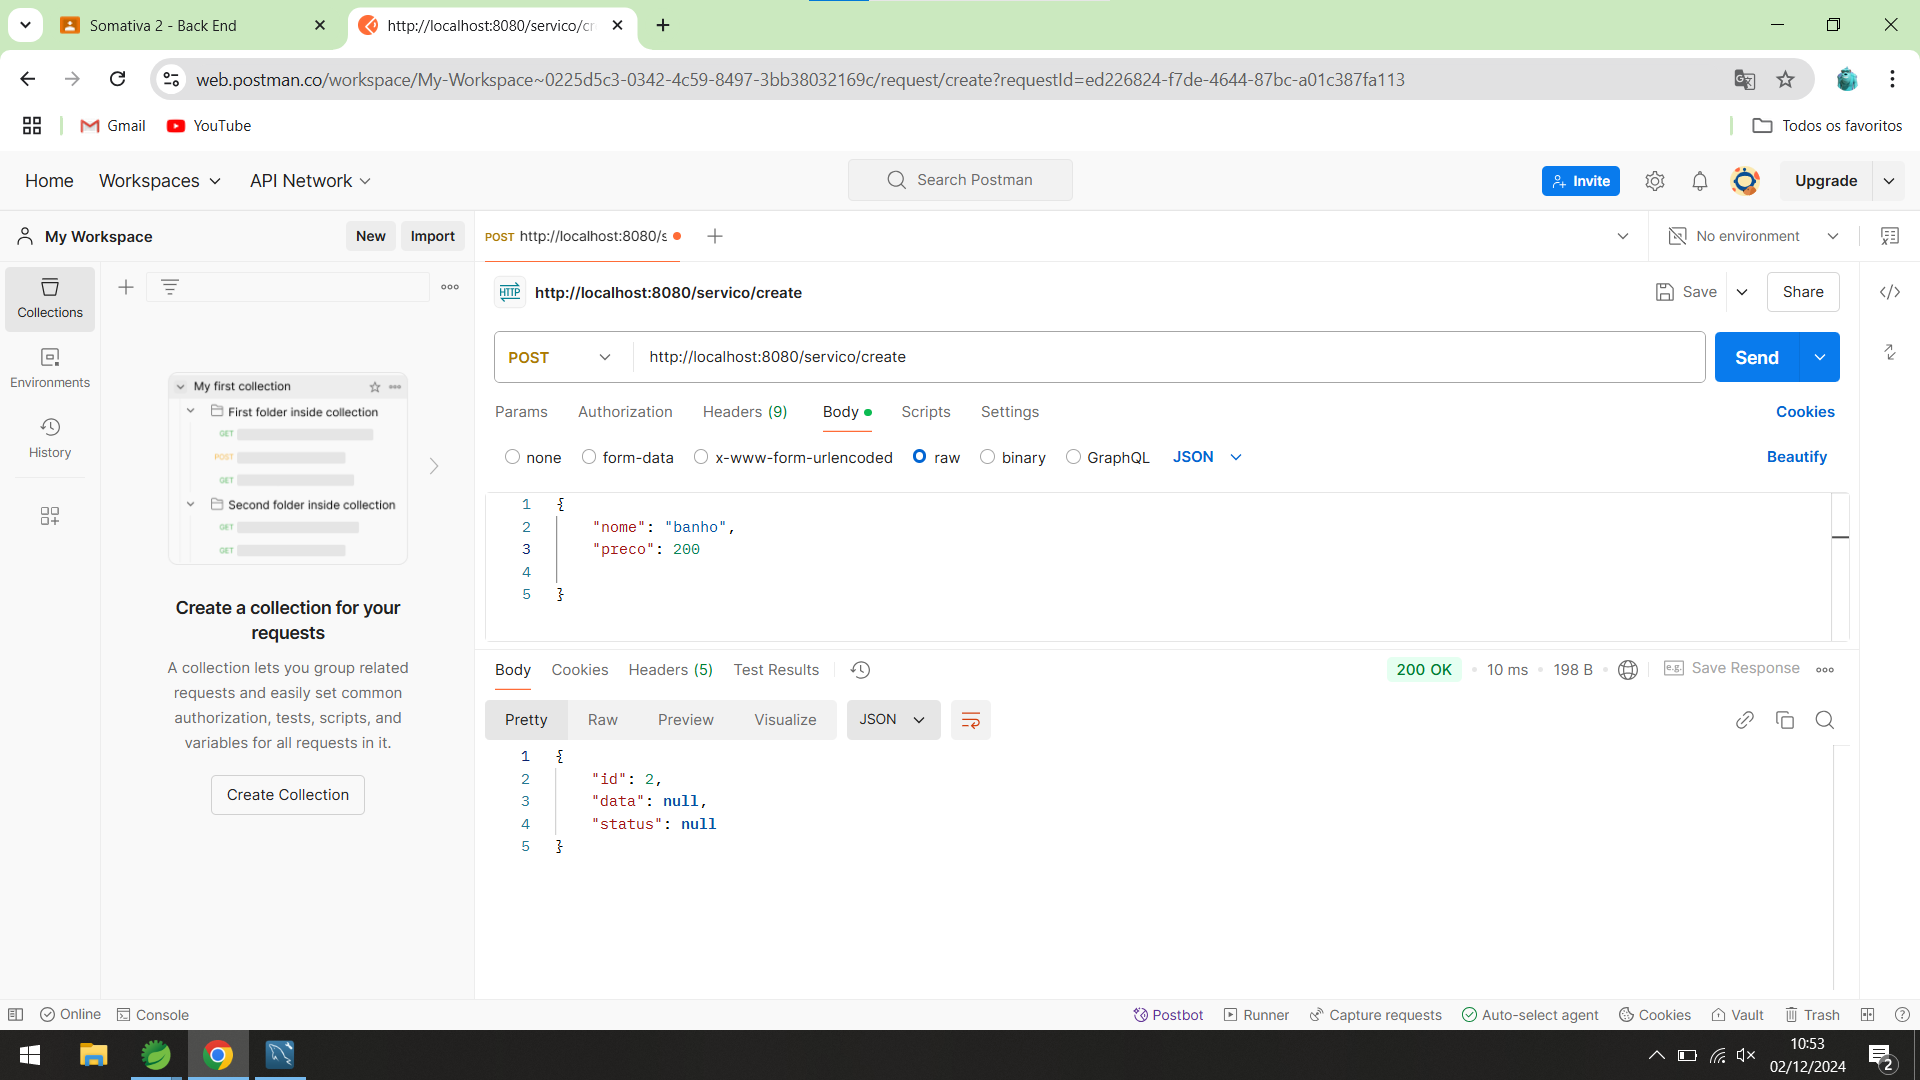 Somativa 2 - Back End
http://localhost:8080/servico/cr
web.postman.co/workspace/My-Workspace~0225d5c3-0342-4c59-8497-3bb38032169c/request/create?requestId=ed226824-f7de-4644-87bc-a01c387fa113
Gmail
YouTube
Todos os favoritos
Home
Workspaces
API Network
Search Postman
Invite
Upgrade
My Workspace
New
Import
POST http://localhost:8080/s
No environment
Collections
Environments
History
My first collection
First folder inside collection
GET
POST
GET
Second folder inside collection
GET
GET
Create a collection for your
requests
A collection lets you group related
requests and easily set common
authorization, tests, scripts, and
variables for all requests in it.
Create Collection
HTTP
http://localhost:8080/servico/create
Save
Share
POST
http://localhost:8080/servico/create
Send
Params
Authorization
Headers (9)
Body
Scripts
Settings
Cookies
none
form-data
x-www-form-urlencoded
raw
binary
GraphQL
JSON
Beautify
1 {
2 "nome": "banho",
3 "preco": 200
4
5 }
Body
Cookies
Headers (5)
Test Results
200 OK
10 ms
198 B
e.g.
Save Response
Pretty
Raw
Preview
Visualize
JSON
1 {
2 "id": 2,
3 "data": null,
4 "status": null
5 }
Online
Console
Postbot
Runner
Capture requests
Auto-select agent
Cookies
Vault
Trash
10:53
02/12/2024
2